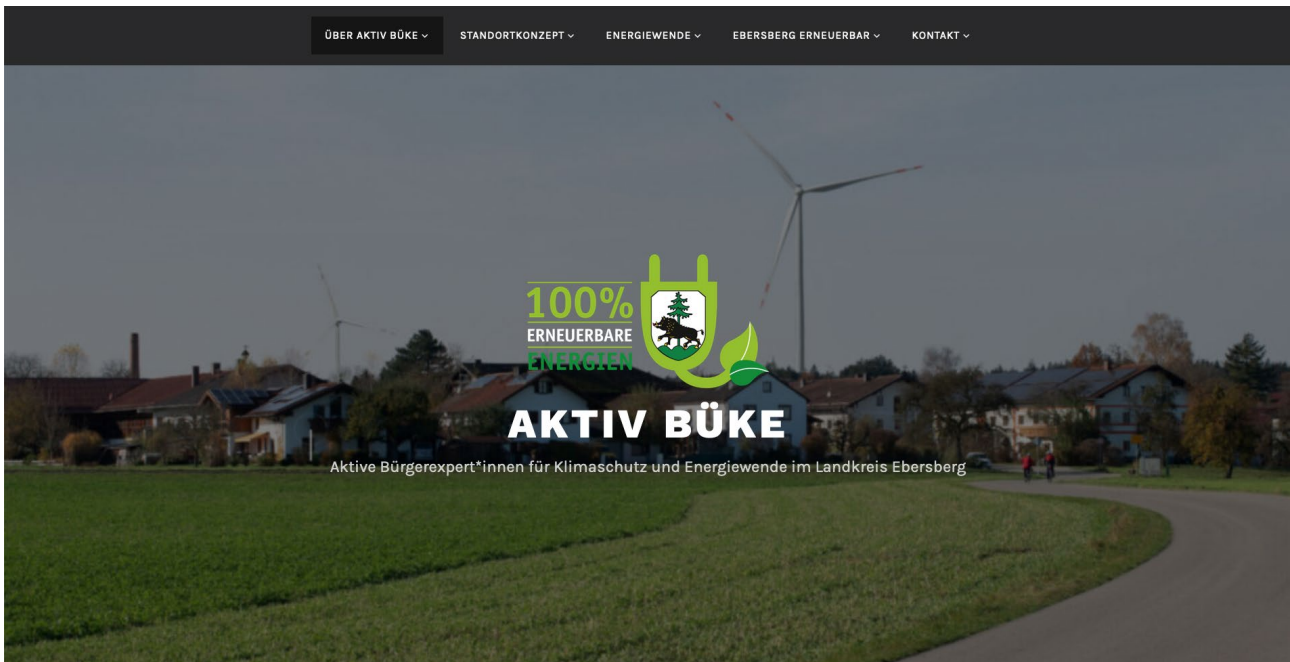 ÜBER AKTIV BÜKE
STANDORTKONZEPT
ENERGIEWENDE
EBERSBERG ERNEUERBAR
KONTAKT
100%
ERNEUERBARE
ENERGIEN
AKTIV BÜKE
Aktive Bürgerexpert*innen für Klimaschutz und Energiewende im Landkreis Ebersberg